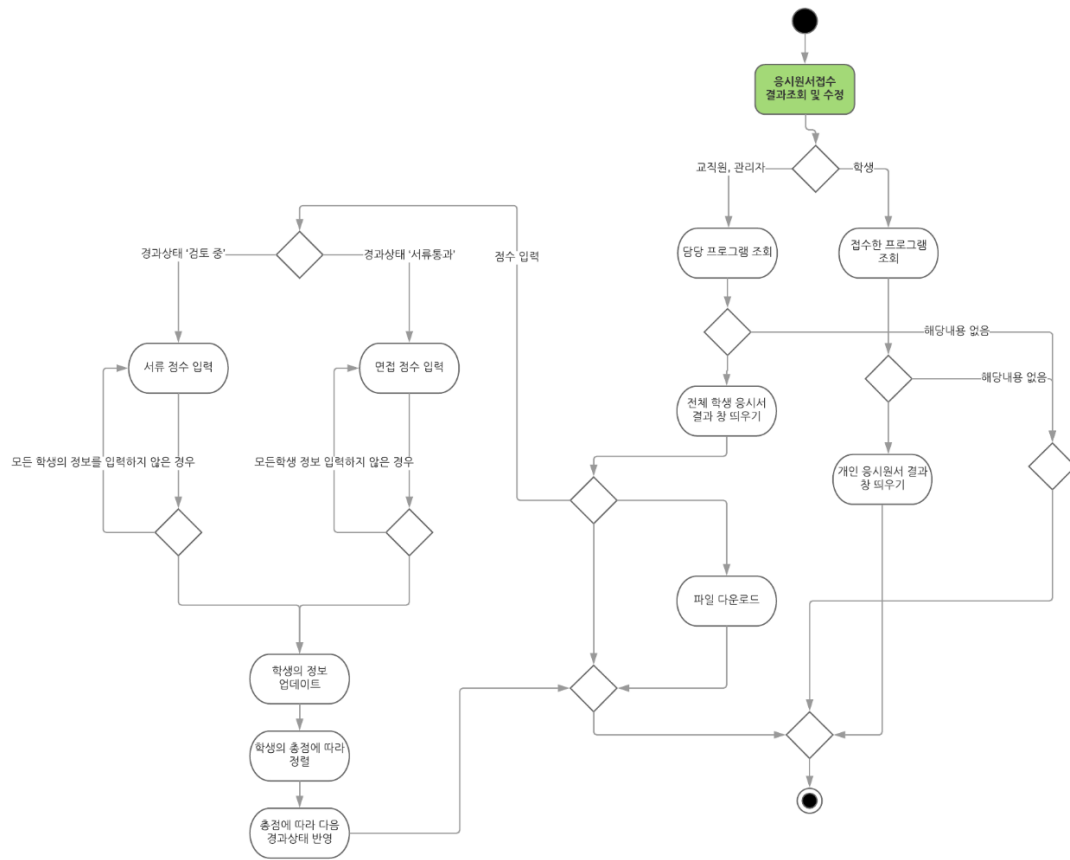 응시원서접수
결과조회 및 수정
교직원, 관리자
학생
경과상태 '검토 중'
경과상태 '서류통과'
점수 입력
담당 프로그램 조회
접수한 프로그램
조회
해당내용 없음
해당내용 없음
서류 점수 입력
면접 점수 입력
전체 학생 응시서
결과 창 띄우기
모든 학생의 정보를 입력하지 않은 경우
모든학생 정보 입력하지 않은 경우
개인 응시원서 결과
창 띄우기
파일 다운로드
학생의 정보
업데이트
학생의 총점에 따라
정렬
총점에 따라 다음
경과상태 반영